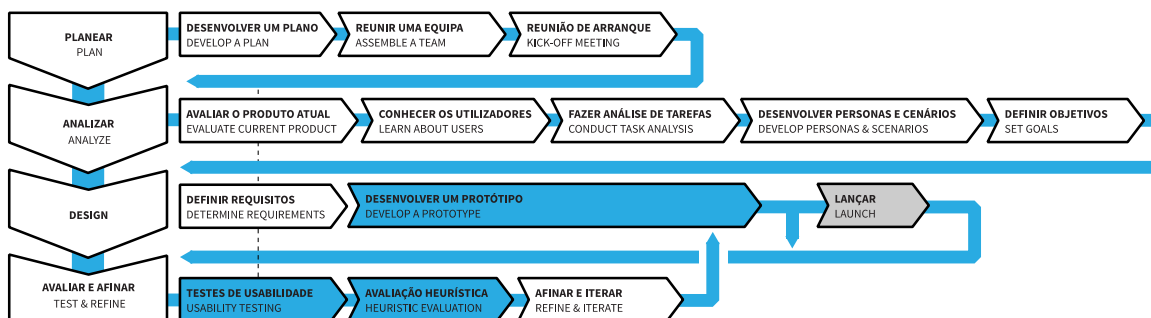 PLANEAR
PLAN
DESENVOLVER UM PLANO
DEVELOP A PLAN
REUNIR UMA EQUIPA
ASSEMBLE A TEAM
REUNIÃO DE ARRANQUE
KICK-OFF MEETING
ANALIZAR
ANALYZE
AVALIAR O PRODUTO ATUAL
EVALUATE CURRENT PRODUCT
CONHECER OS UTILIZADORES
LEARN ABOUT USERS
FAZER ANÁLISE DE TAREFAS
CONDUCT TASK ANALYSIS
DESENVOLVER PERSONAS E CENÁRIOS
DEVELOP PERSONAS & SCENARIOS
DEFINIR OBJETIVOS
SET GOALS
DESIGN
DEFINIR REQUISITOS
DETERMINE REQUIREMENTS
DESENVOLVER UM PROTÓTIPO
DEVELOP A PROTOTYPE
LANÇAR
LAUNCH
AVALIAR E AFINAR
TEST & REFINE
TESTES DE USABILIDADE
USABILITY TESTING
AVALIAÇÃO HEURÍSTICA
HEURISTIC EVALUATION
AFINAR E ITERAR
REFINE & ITERATE